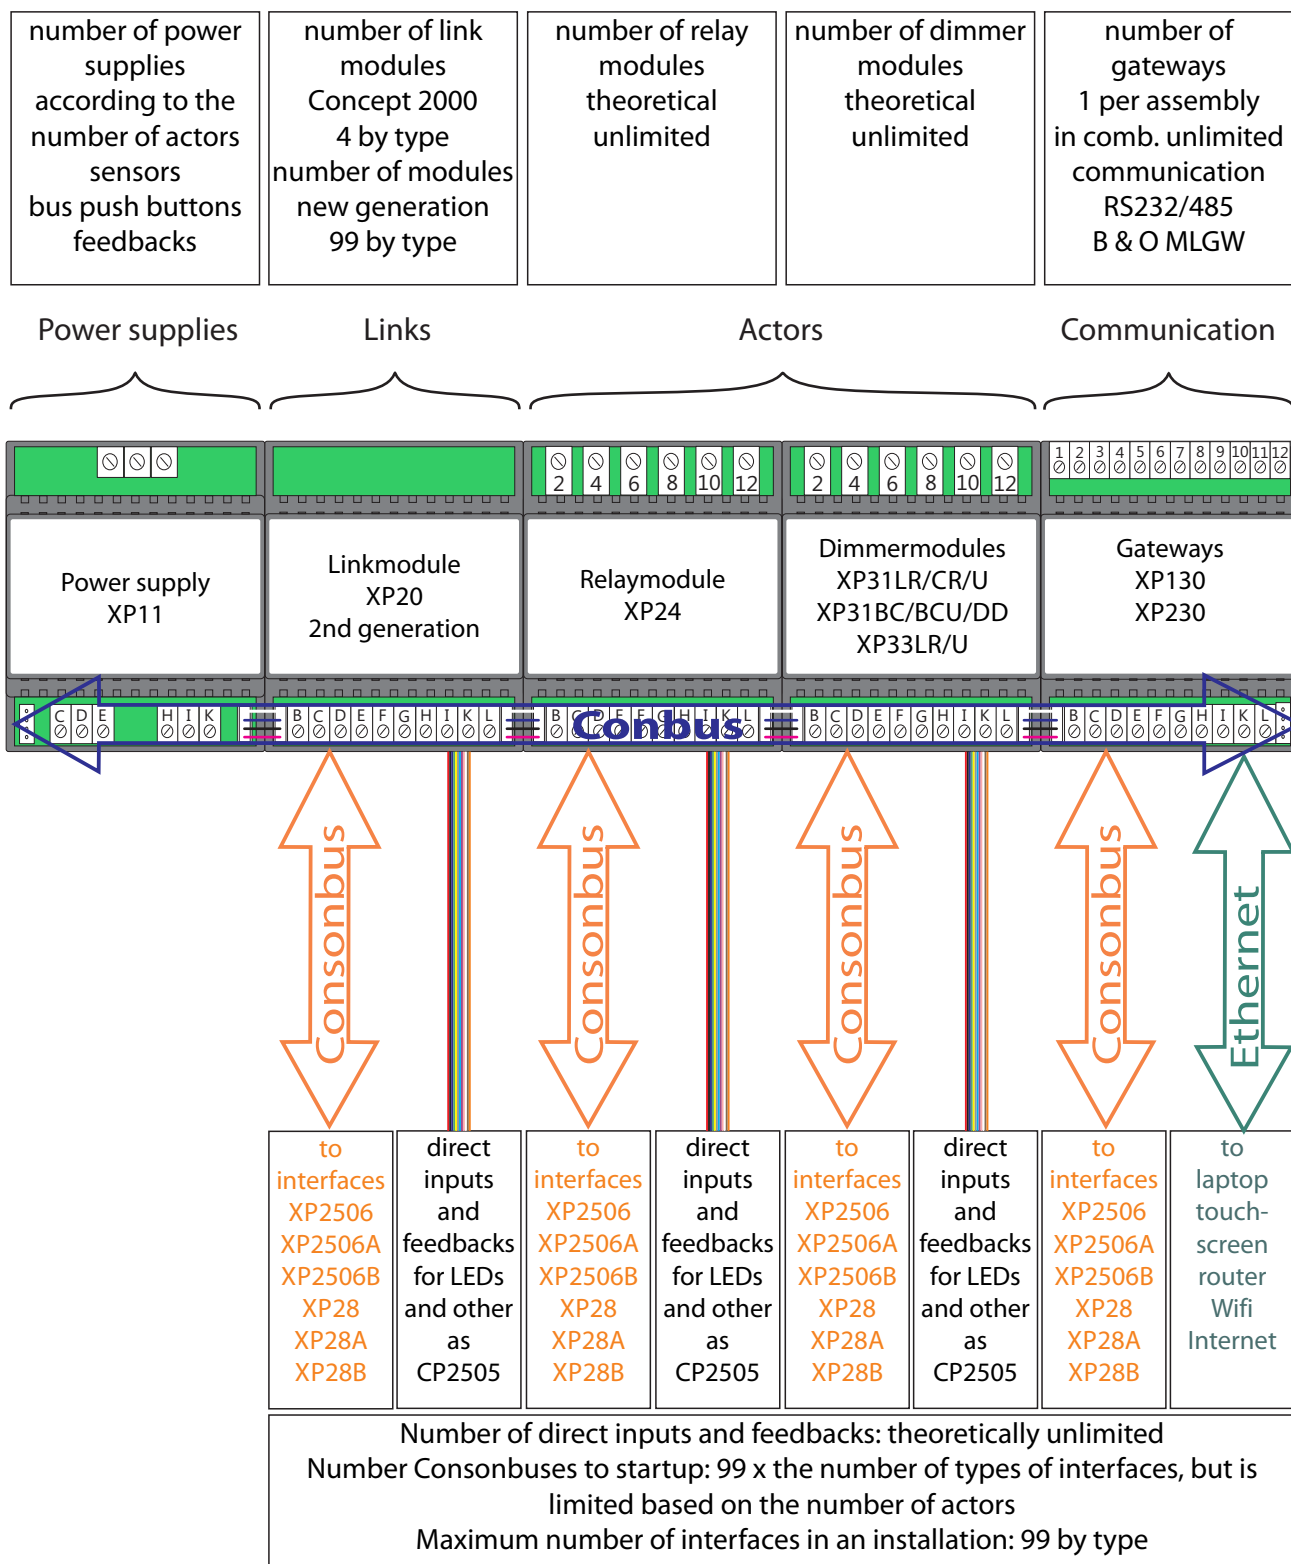 number of power
supplies
according to the
number of actors
sensors
bus push buttons
feedbacks
number of link
modules
Concept 2000
4 by type
number of modules
new generation
99 by type
number of relay
modules
theoretical
unlimited
number of dimmer
modules
theoretical
unlimited
number of
gateways
1 per assembly
in comb. unlimited
communication
RS232/485
B & O MLGW
Power supplies
Links
Actors
Communication
2 4 6 8 10 12
2 4 6 8 10 12
1 2 3 4 5 6 7 8 9 10 11 12
Power supply
XP11
Linkmodule
XP20
2nd generation
Relaymodule
XP24
Dimmermodules
XP31LR/CR/U
XP31BC/BCU/DD
XP33LR/U
Gateways
XP130
XP230
C D E H I K
B C D E F G H I K L
B C D E F G H I K L
B C D E F G H I K L
B C D E F G H I K L
Conbus
Consonbus
Consonbus
Consonbus
Consonbus
Ethernet
to
interfaces
XP2506
XP2506A
XP2506B
XP28
XP28A
XP28B
direct
inputs
and
feedbacks
for LEDs
and other
as
CP2505
to
interfaces
XP2506
XP2506A
XP2506B
XP28
XP28A
XP28B
direct
inputs
and
feedbacks
for LEDs
and other
as
CP2505
to
interfaces
XP2506
XP2506A
XP2506B
XP28
XP28A
XP28B
direct
inputs
and
feedbacks
for LEDs
and other
as
CP2505
to
interfaces
XP2506
XP2506A
XP2506B
XP28
XP28A
XP28B
to
laptop
touch-
screen
router
Wifi
Internet
Number of direct inputs and feedbacks: theoretically unlimited
Number Consonbuses to startup: 99 x the number of types of interfaces, but is
limited based on the number of actors
Maximum number of interfaces in an installation: 99 by type